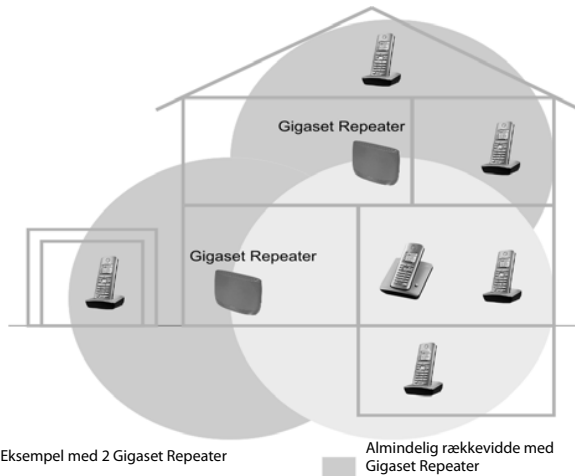 Gigaset Repeater
Gigaset Repeater
Eksempel med 2 Gigaset Repeater
Almindelig rækkevidde med
Gigaset Repeater